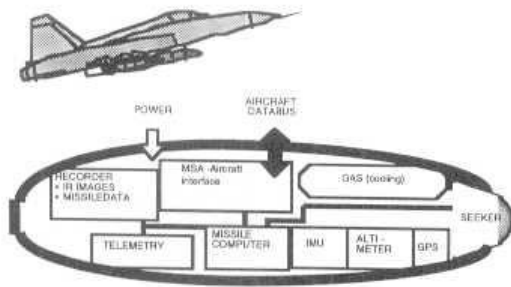 POWER
AIRCRAFT
DATABUS
RECORDER
• IR IMAGES
• MISSILEDATA
MSA -Aircraft
interface
GAS (cooling)
SEEKER
TELEMETRY
MISSILE
COMPUTER
IMU
ALTI -
METER
GPS